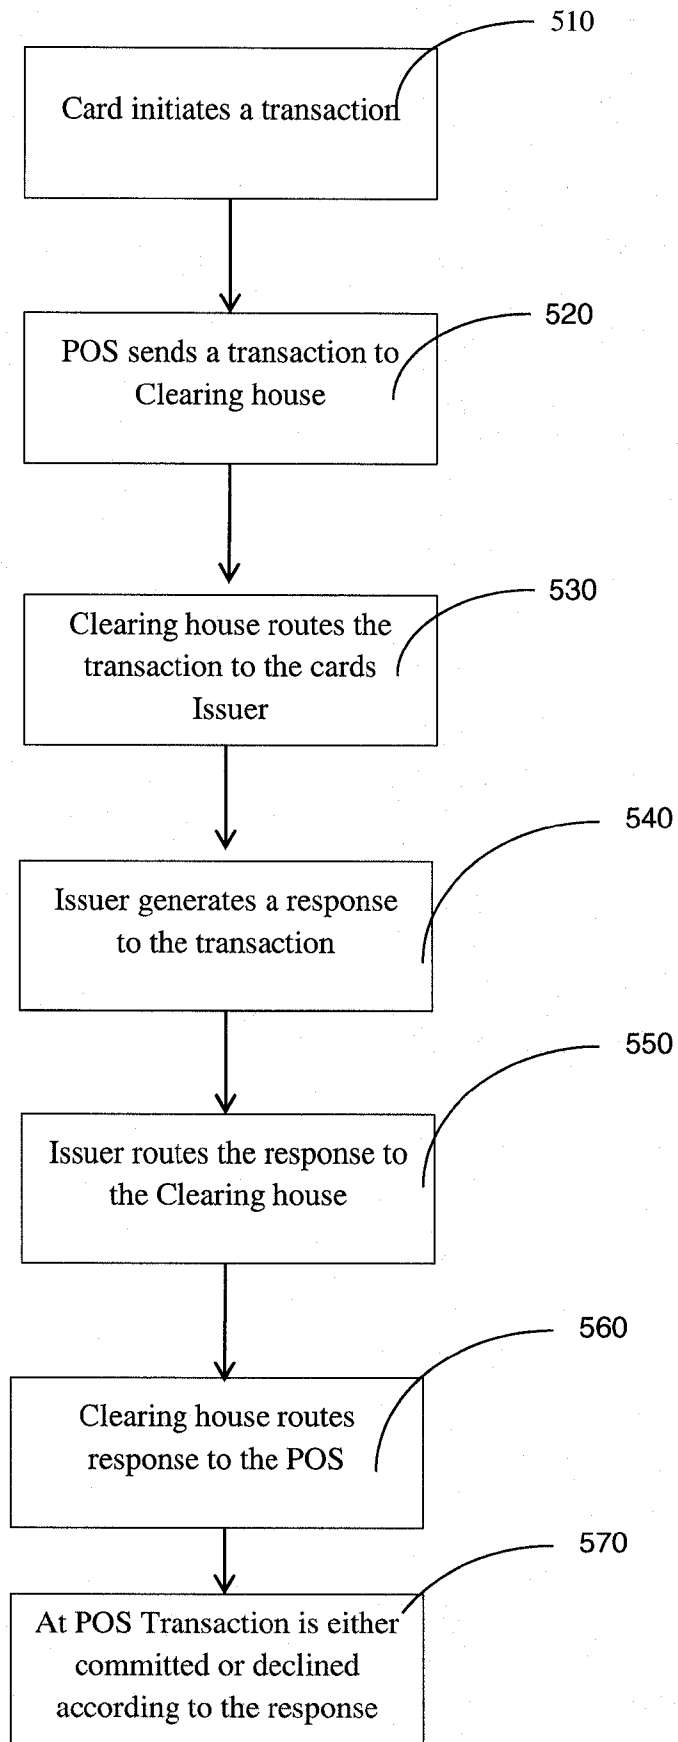 510
Card initiates a transaction
520
POS sends a transaction to
Clearing house
530
Clearing house routes the
transaction to the cards
Issuer
540
Issuer generates a response
to the transaction
550
Issuer routes the response to
the Clearing house
560
Clearing house routes
response to the POS
570
At POS Transaction is either
committed or declined
according to the response